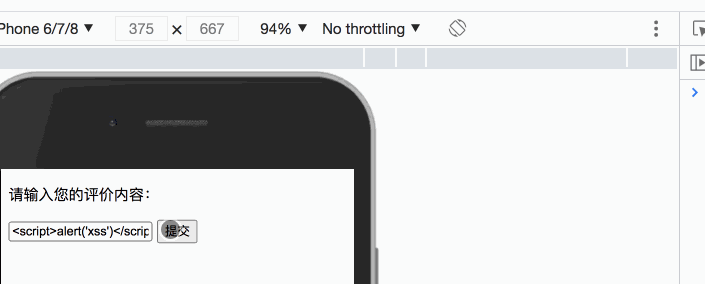 Phone 6/7/8 ▼ 375 × 667 94% ▼ No throttling ▼
请输入您的评价内容：
<script>alert('xss')</scrip 提交